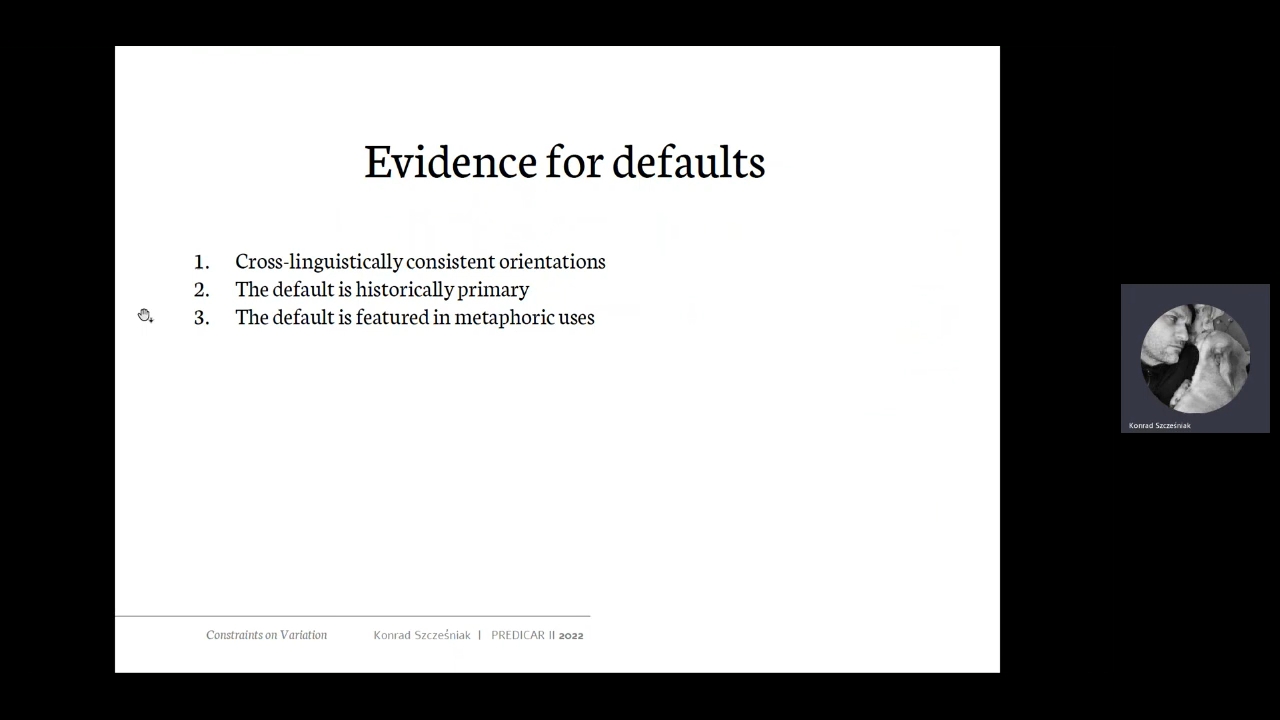 Evidence for defaults
1. Cross-linguistically consistent orientations
2. The default is historically primary
3. The default is featured in metaphoric uses
Konrad Szcześniak
Constraints on Variation Konrad Szcześniak | PREDICAR II 2022